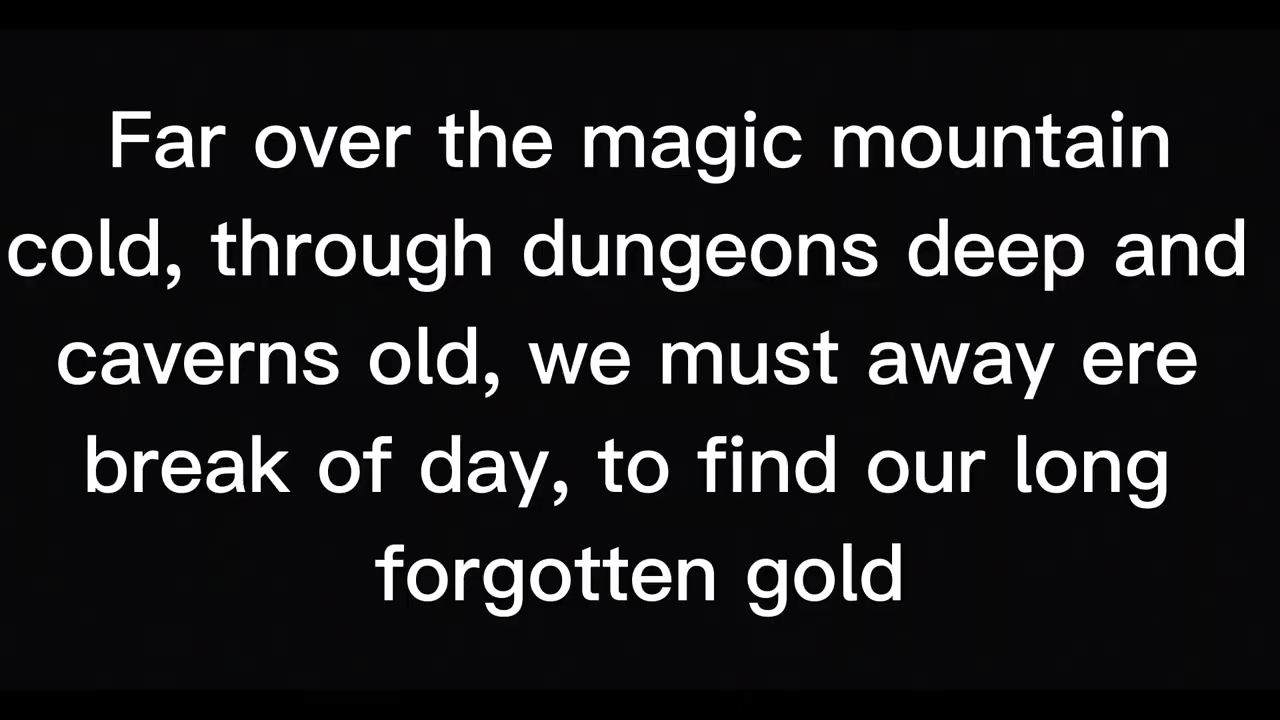 Far over the magic mountain
cold, through dungeons deep and
caverns old, we must away ere
break of day, to find our long
forgotten gold